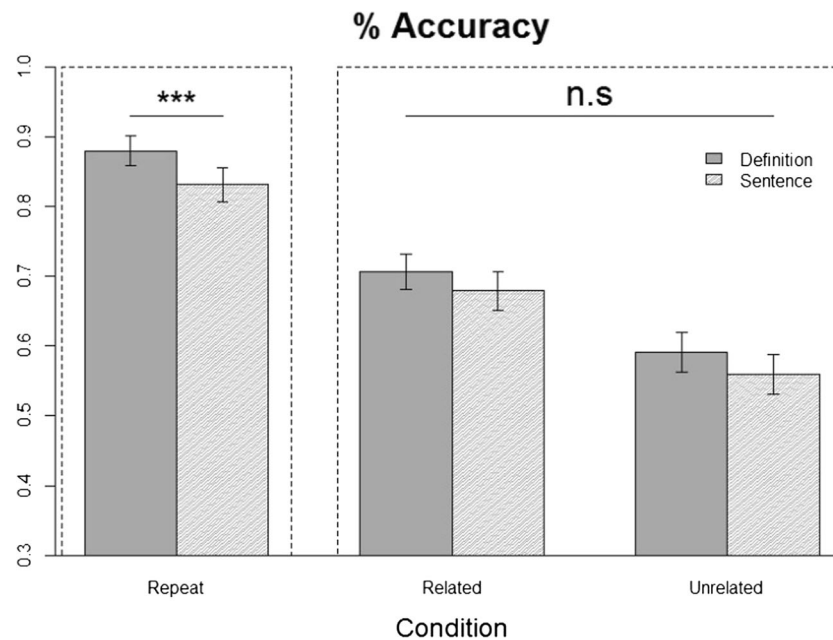 % Accuracy
1.0
0.9
0.8
0.7
0.6
0.5
0.4
0.3
***
n.s
Definition
Sentence
Repeat Related Unrelated
Condition